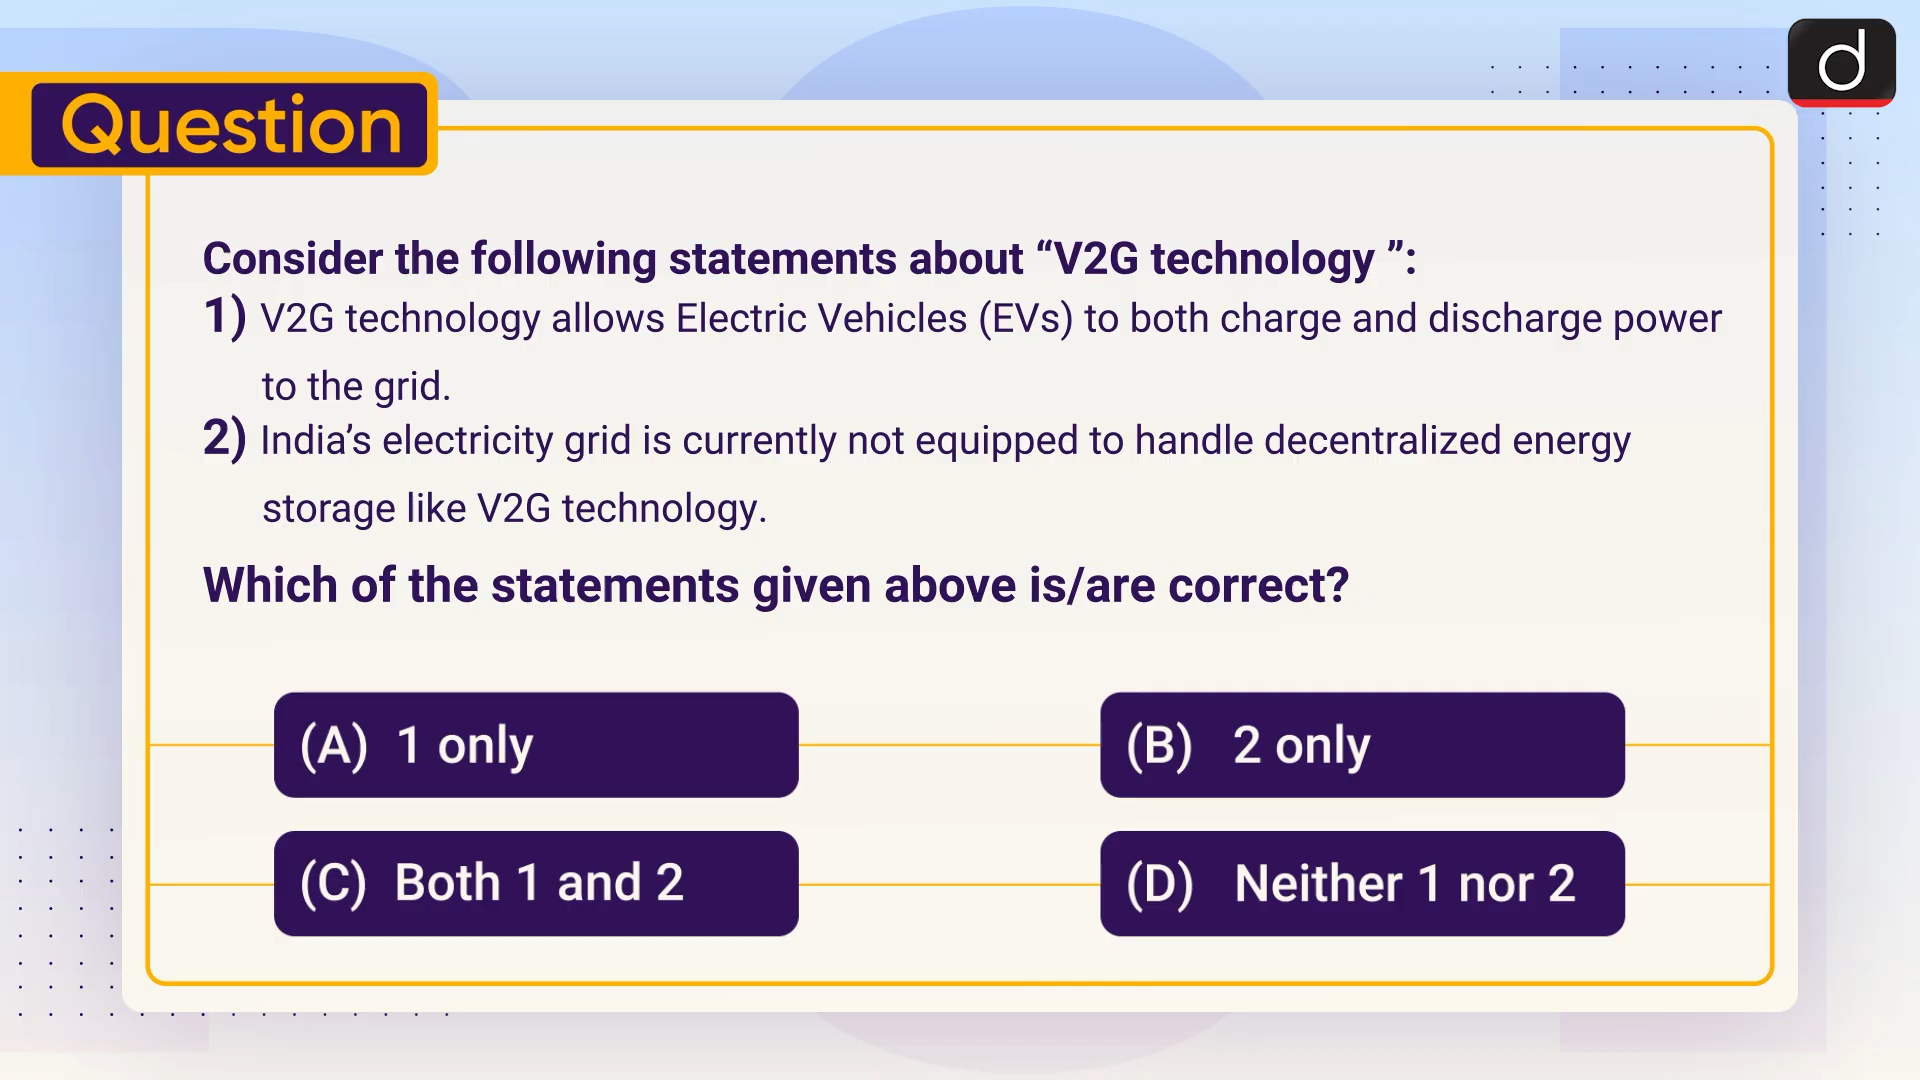 Question
Consider the following statements about “V2G technology ”:
1) V2G technology allows Electric Vehicles (EVs) to both charge and discharge power
to the grid.
2) India’s electricity grid is currently not equipped to handle decentralized energy
storage like V2G technology.
Which of the statements given above is/are correct?
(A) 1 only
(B) 2 only
(C) Both 1 and 2
(D) Neither 1 nor 2
d